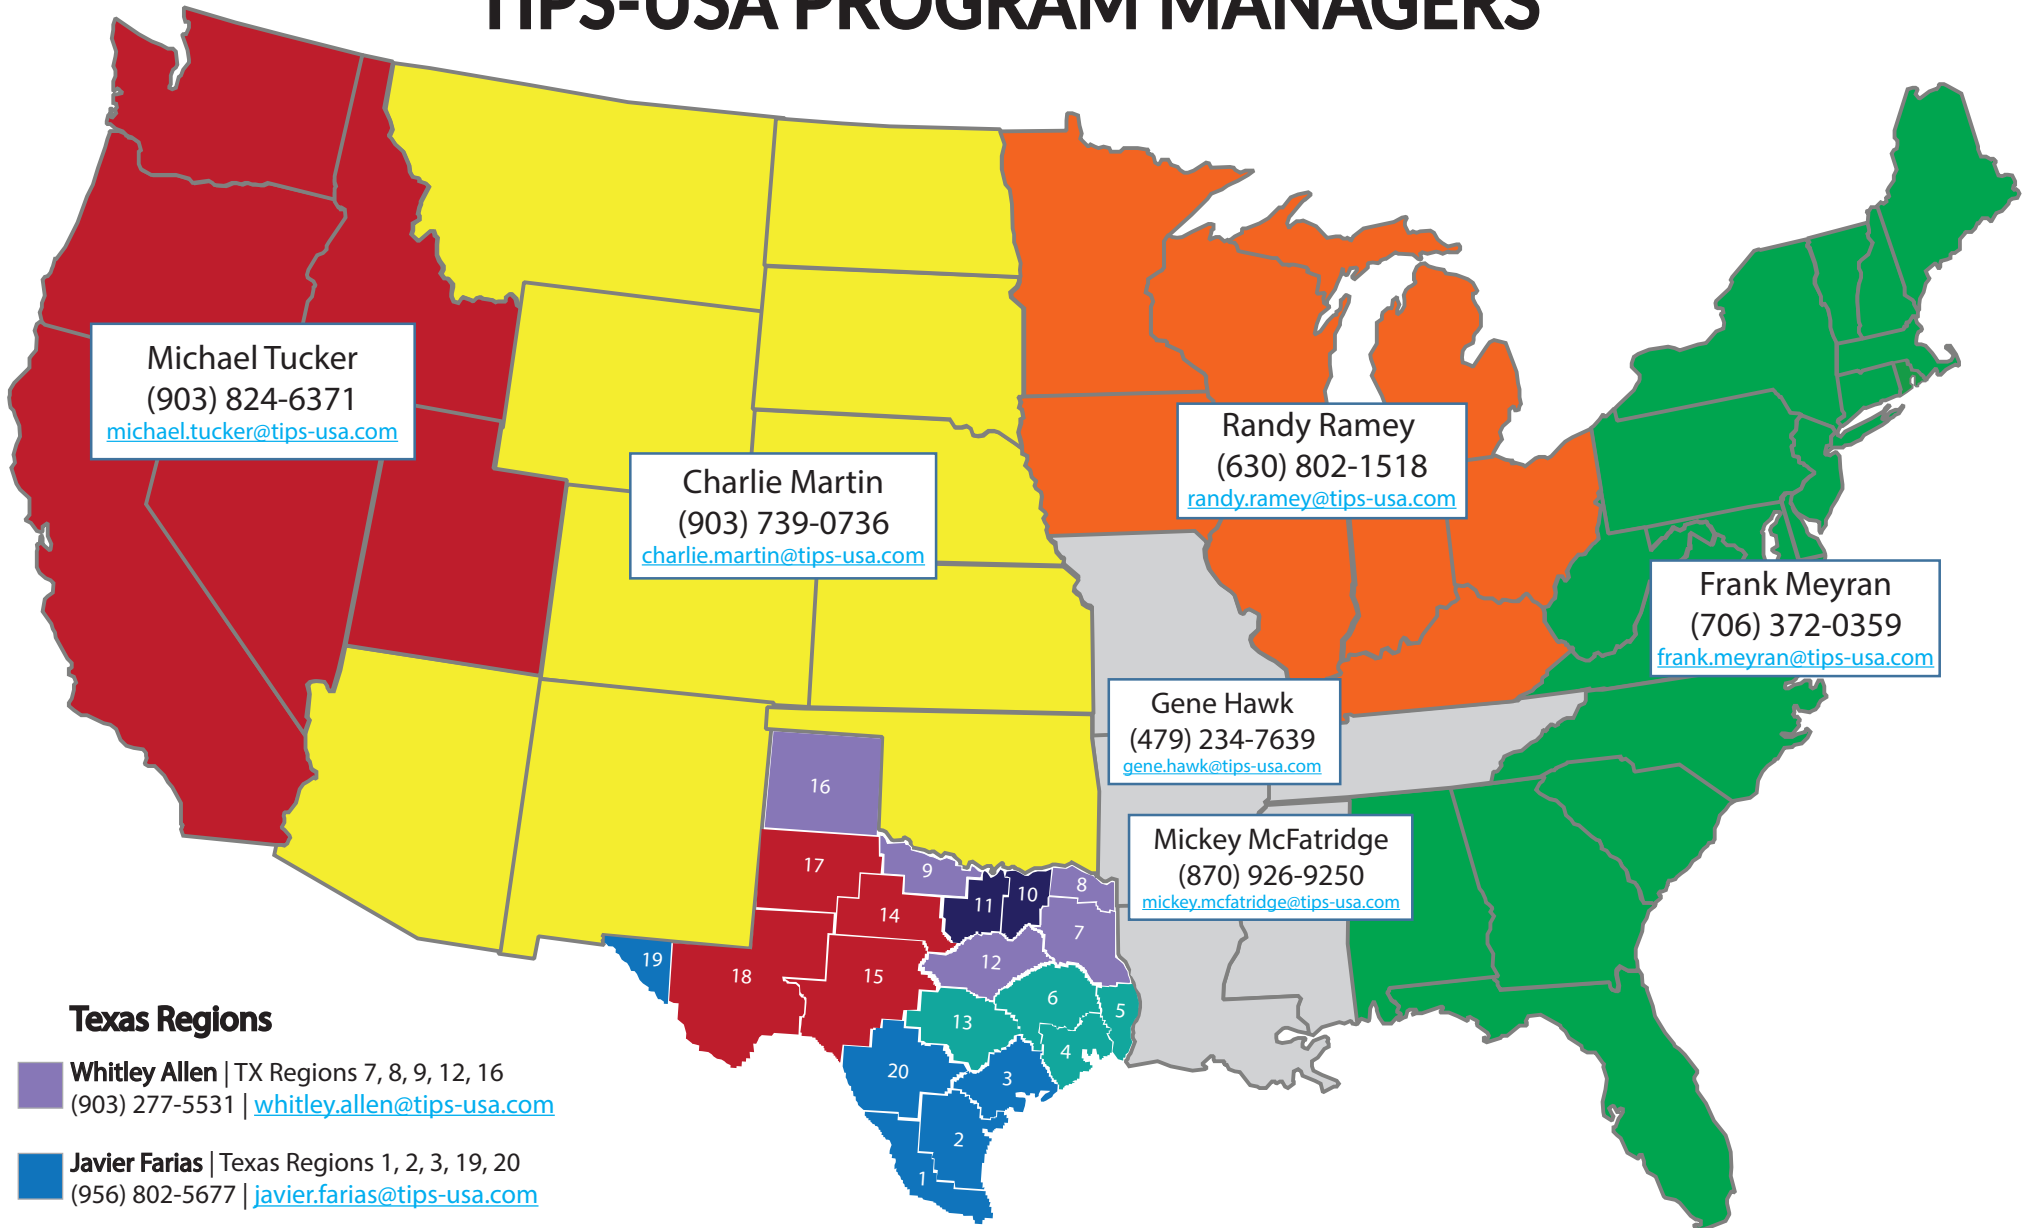 TIPS-USA PROGRAM MANAGERS
Michael Tucker
(903) 824-6371
michael.tucker@tips-usa.com
Charlie Martin
(903) 739-0736
charlie.martin@tips-usa.com
Randy Ramey
(630) 802-1518
randy.ramey@tips-usa.com
Frank Meyran
(706) 372-0359
frank.meyran@tips-usa.com
Gene Hawk
(479) 234-7639
gene.hawk@tips-usa.com
Mickey McFatridge
(870) 926-9250
mickey.mcfatridge@tips-usa.com
16
17
9
8
11
10
14
7
12
19
18
15
6
5
13
4
20
3
2
1
Texas Regions
Whitley Allen | TX Regions 7, 8, 9, 12, 16
(903) 277-5531 | whitley.allen@tips-usa.com
Javier Farias | Texas Regions 1, 2, 3, 19, 20
(956) 802-5677 | javier.farias@tips-usa.com